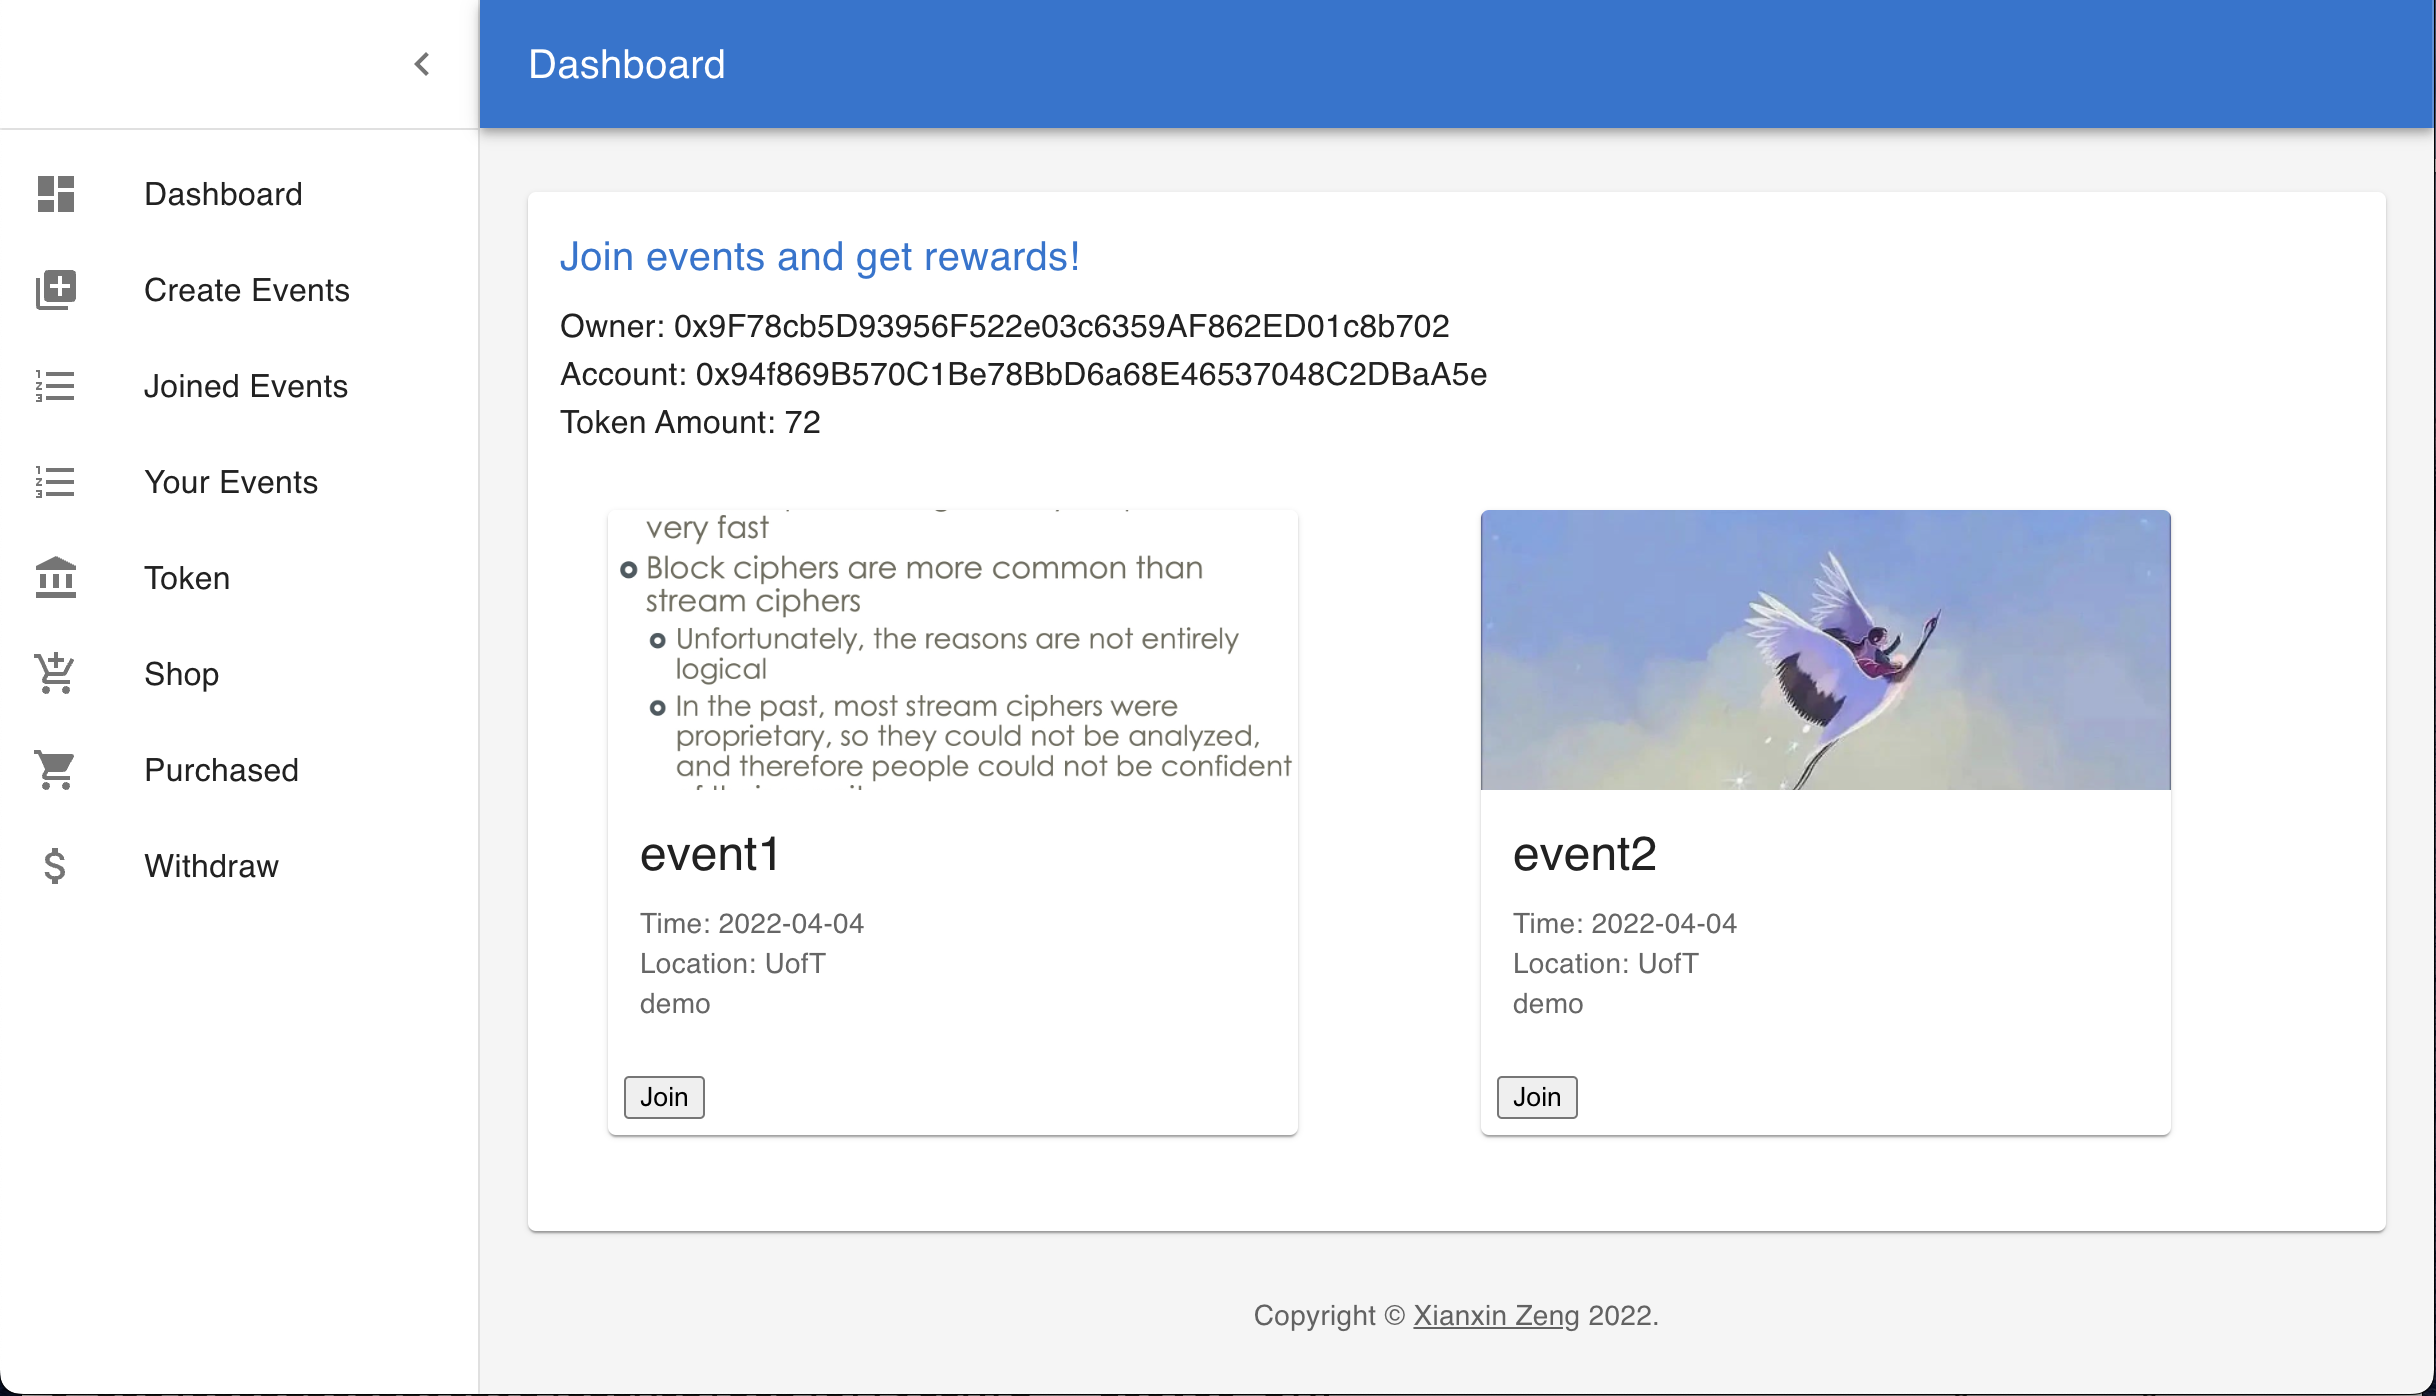 Dashboard
Dashboard
Create Events
Joined Events
Your Events
Token
Shop
Purchased
Withdraw
Join events and get rewards!
Owner: 0x9F78cb5D93956F522e03c6359AF862ED01c8b702
Account: 0x94f869B570C1Be78BbD6a68E46537048C2DBaA5e
Token Amount: 72
very fast
Block ciphers are more common than
stream ciphers
Unfortunately, the reasons are not entirely
logical
In the past, most stream ciphers were
proprietary, so they could not be analyzed,
and therefore people could not be confident
event1
Time: 2022-04-04
Location: UofT
demo
Join
event2
Time: 2022-04-04
Location: UofT
demo
Join
Copyright © Xianxin Zeng 2022.